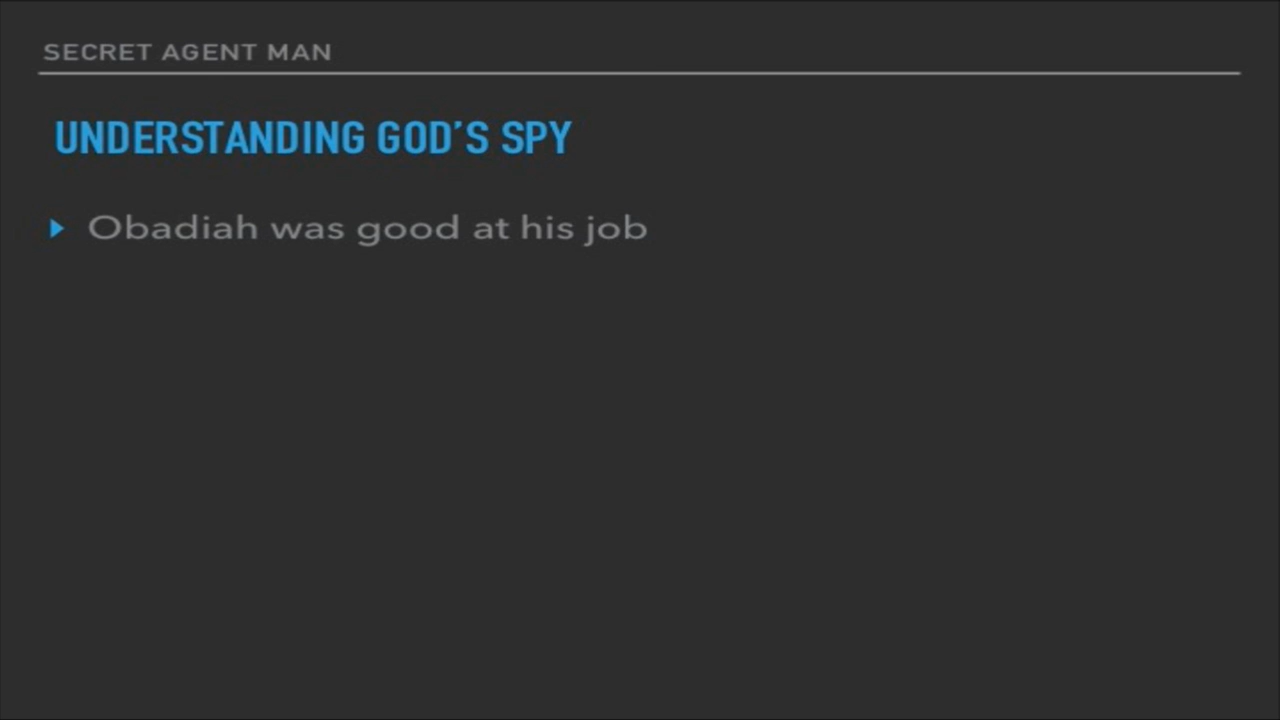 SECRET AGENT MAN
UNDERSTANDING GOD’S SPY
Obadiah was good at his job